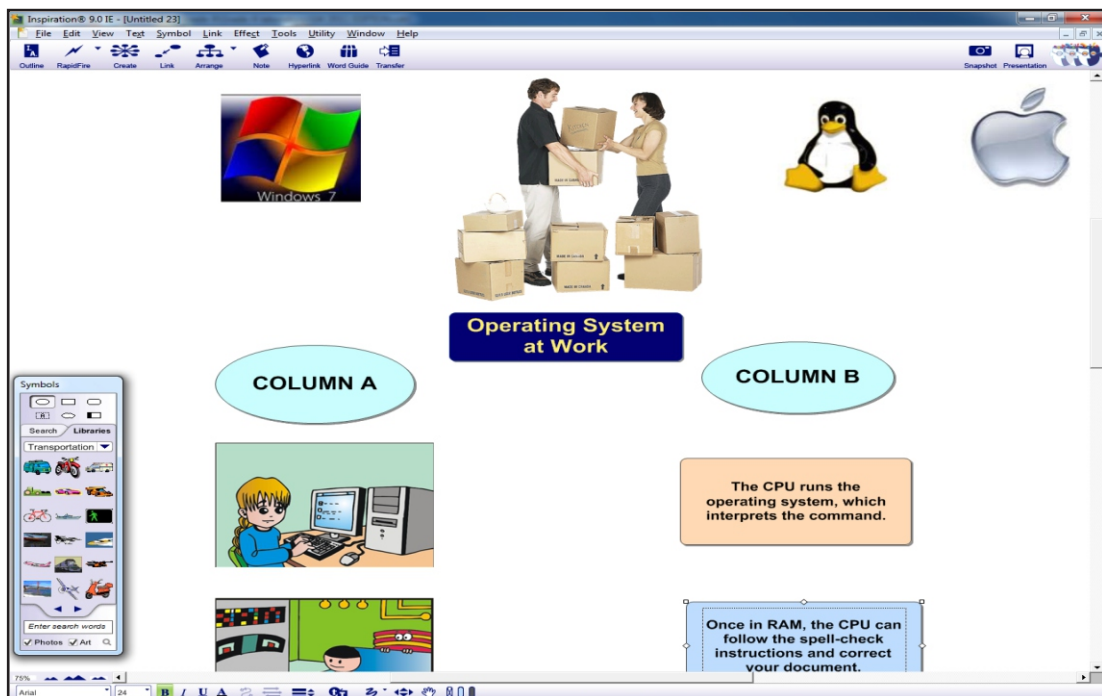 Inspiration® 9.0 IE - [Untitled 23]
File Edit View Text Symbol Link Effect Tools Utility Window Help
Outline RapidFire Create Link Arrange Note Hyperlink Word Guide Transfer Snapshot Presentation
Windows 7
Operating System
at Work
COLUMN A
COLUMN B
Symbols
Search Libraries
Transportation
Enter search words
Photos Art
The CPU runs the
operating system, which
interprets the command.
Once in RAM, the CPU can
follow the spell-check
instructions and correct
your document.
75%
Arial 24 B I U A